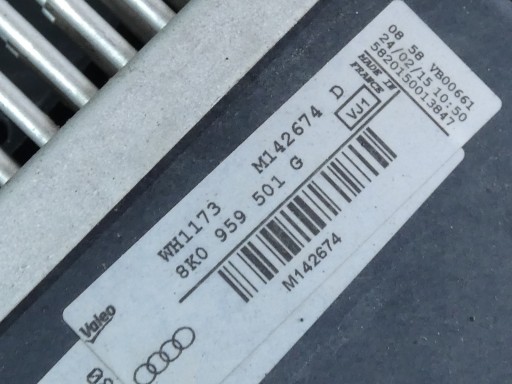 08 58 VB00661
24/02/15 10:50
5820150013847
MADE IN
FRANCE
VJ1
WH1173 M142674 D
8K0 959 501 G
M142674
Valeo